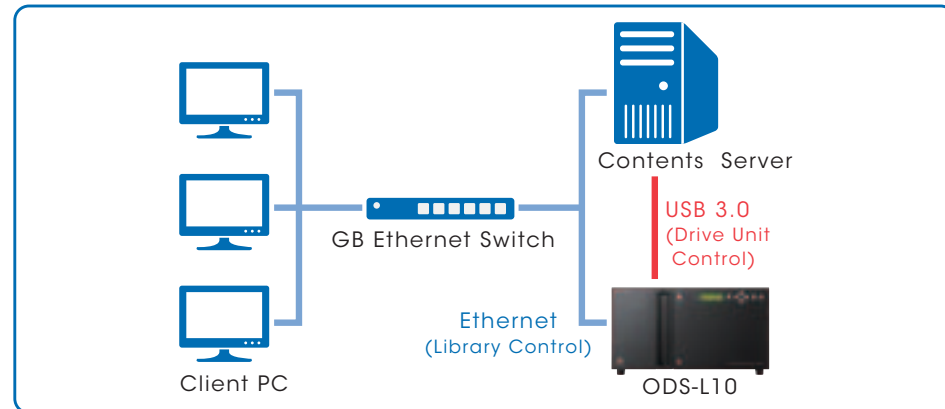 Contents Server
USB 3.0
(Drive Unit
Control)
GB Ethernet Switch
Ethernet
(Library Control)
Client PC
ODS-L10